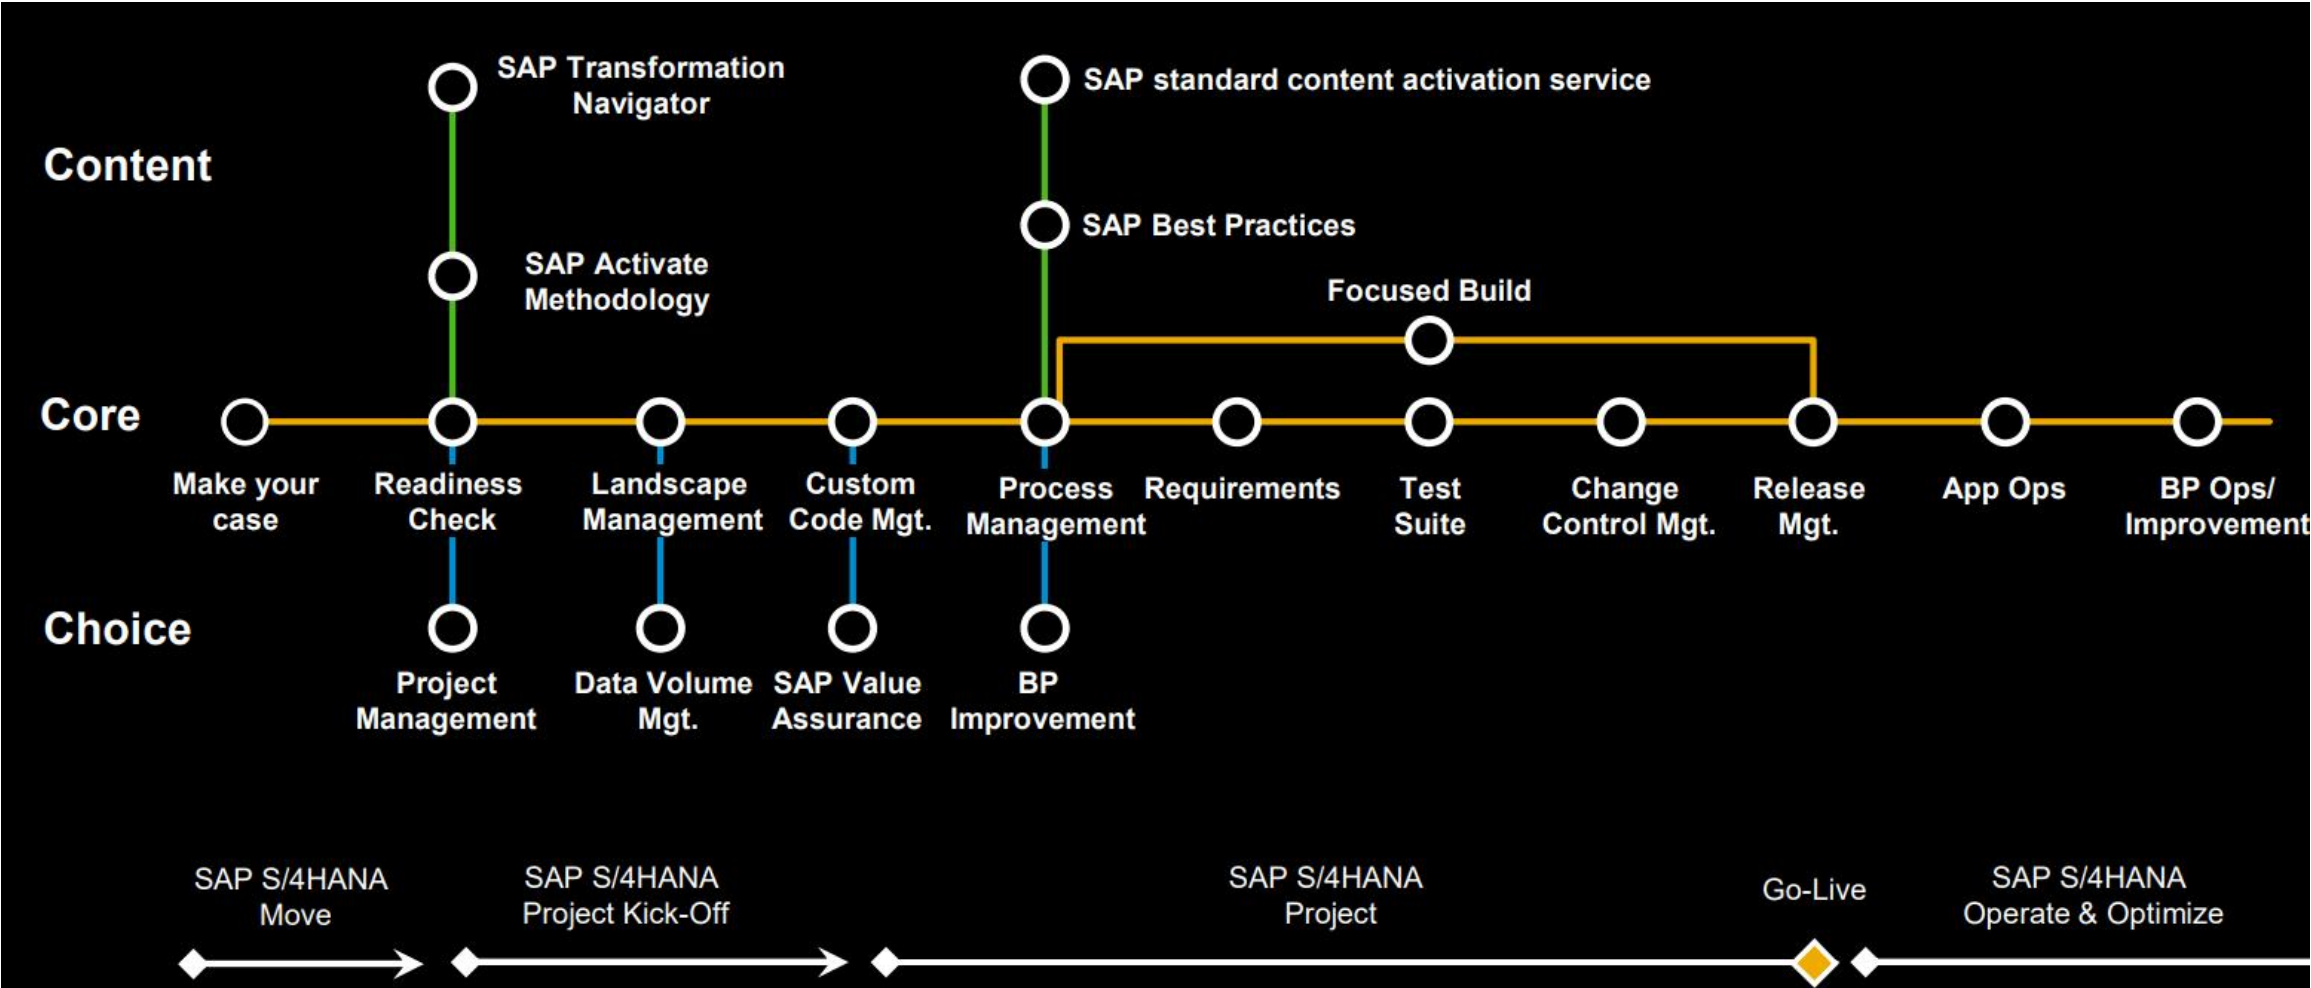 SAP Transformation
Navigator
SAP standard content activation service
Content
SAP Best Practices
SAP Activate
Methodology
Focused Build
Core
Make your
case
Readiness
Check
Landscape
Management
Custom
Code Mgt.
Process
Management
Requirements
Test
Suite
Change
Control Mgt.
Release
Mgt.
App Ops
BP Ops/
Improvement
Choice
Project
Management
Data Volume
Mgt.
SAP Value
Assurance
BP
Improvement
SAP S/4HANA
Move
SAP S/4HANA
Project Kick-Off
SAP S/4HANA
Project
Go-Live
SAP S/4HANA
Operate & Optimize